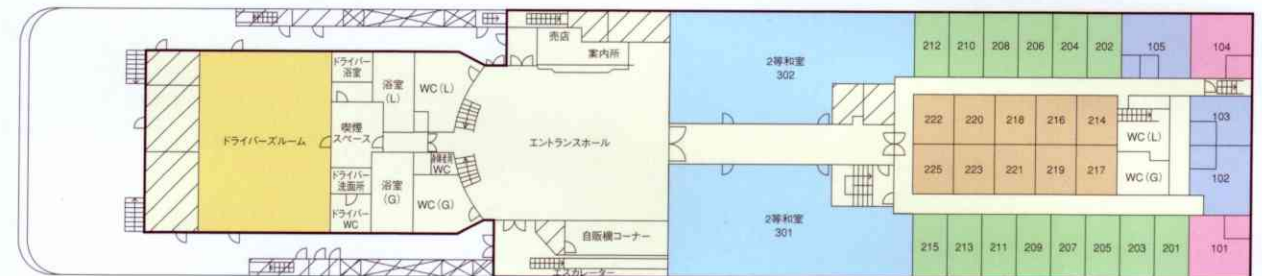 売店
案内所
2等和室
302
212
210
208
206
204
202
105
104
ドライバー
浴室
浴室
(L)
WC(L)
喫煙
スペース
ドライバーズルーム
エントランスホール
222
220
218
216
214
WC(L)
103
225
223
221
219
217
WC(G)
102
WC
ドライバー
洗面所
浴室
(G)
WC(G)
ドライバー
WC
2等和室
301
自販機コーナー
エスカレーター
215
213
211
209
207
205
203
201
101